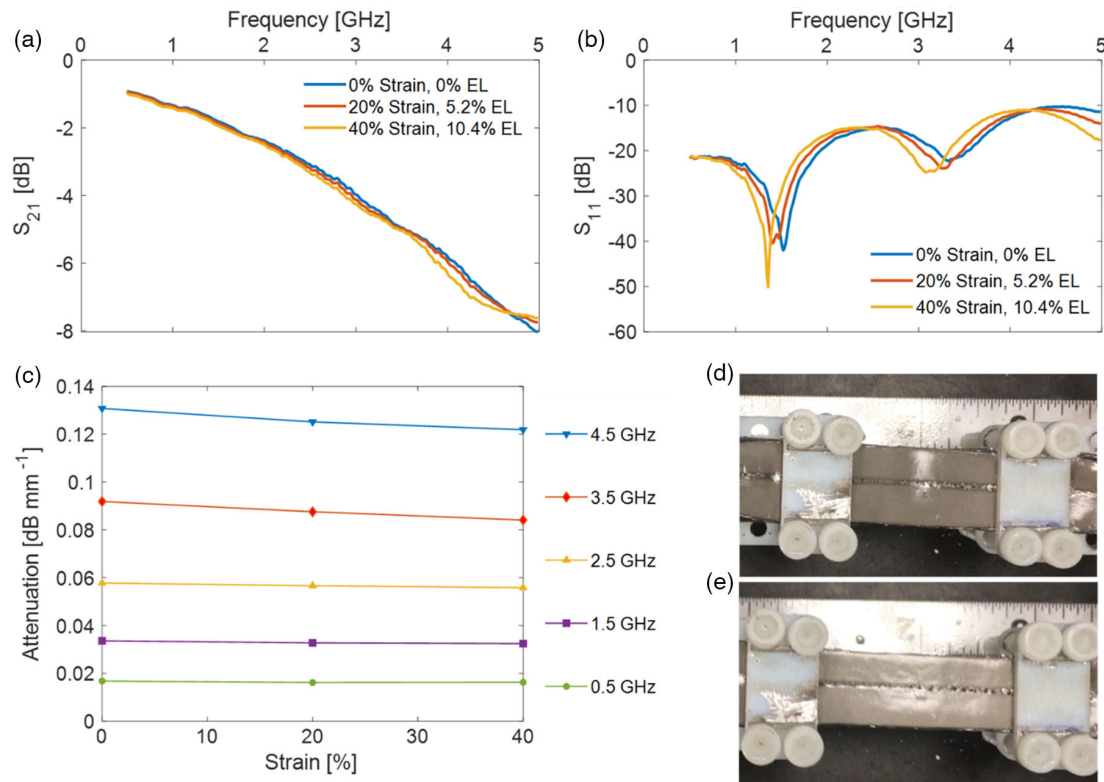 (a)
Frequency [GHz]
0 1 2 3 4 5
0
-2
-4
-6
-8
S21 [dB]
0% Strain, 0% EL
20% Strain, 5.2% EL
40% Strain, 10.4% EL
(b)
Frequency [GHz]
0 1 2 3 4 5
0
-10
-20
-30
-40
-50
-60
S11 [dB]
0% Strain, 0% EL
20% Strain, 5.2% EL
40% Strain, 10.4% EL
(c)
0.14
0.12
0.1
0.08
0.06
0.04
0.02
0
Attenuation [dB mm⁻¹]
0 10 20 30 40
Strain [%]
4.5 GHz
3.5 GHz
2.5 GHz
1.5 GHz
0.5 GHz
(d)
(e)